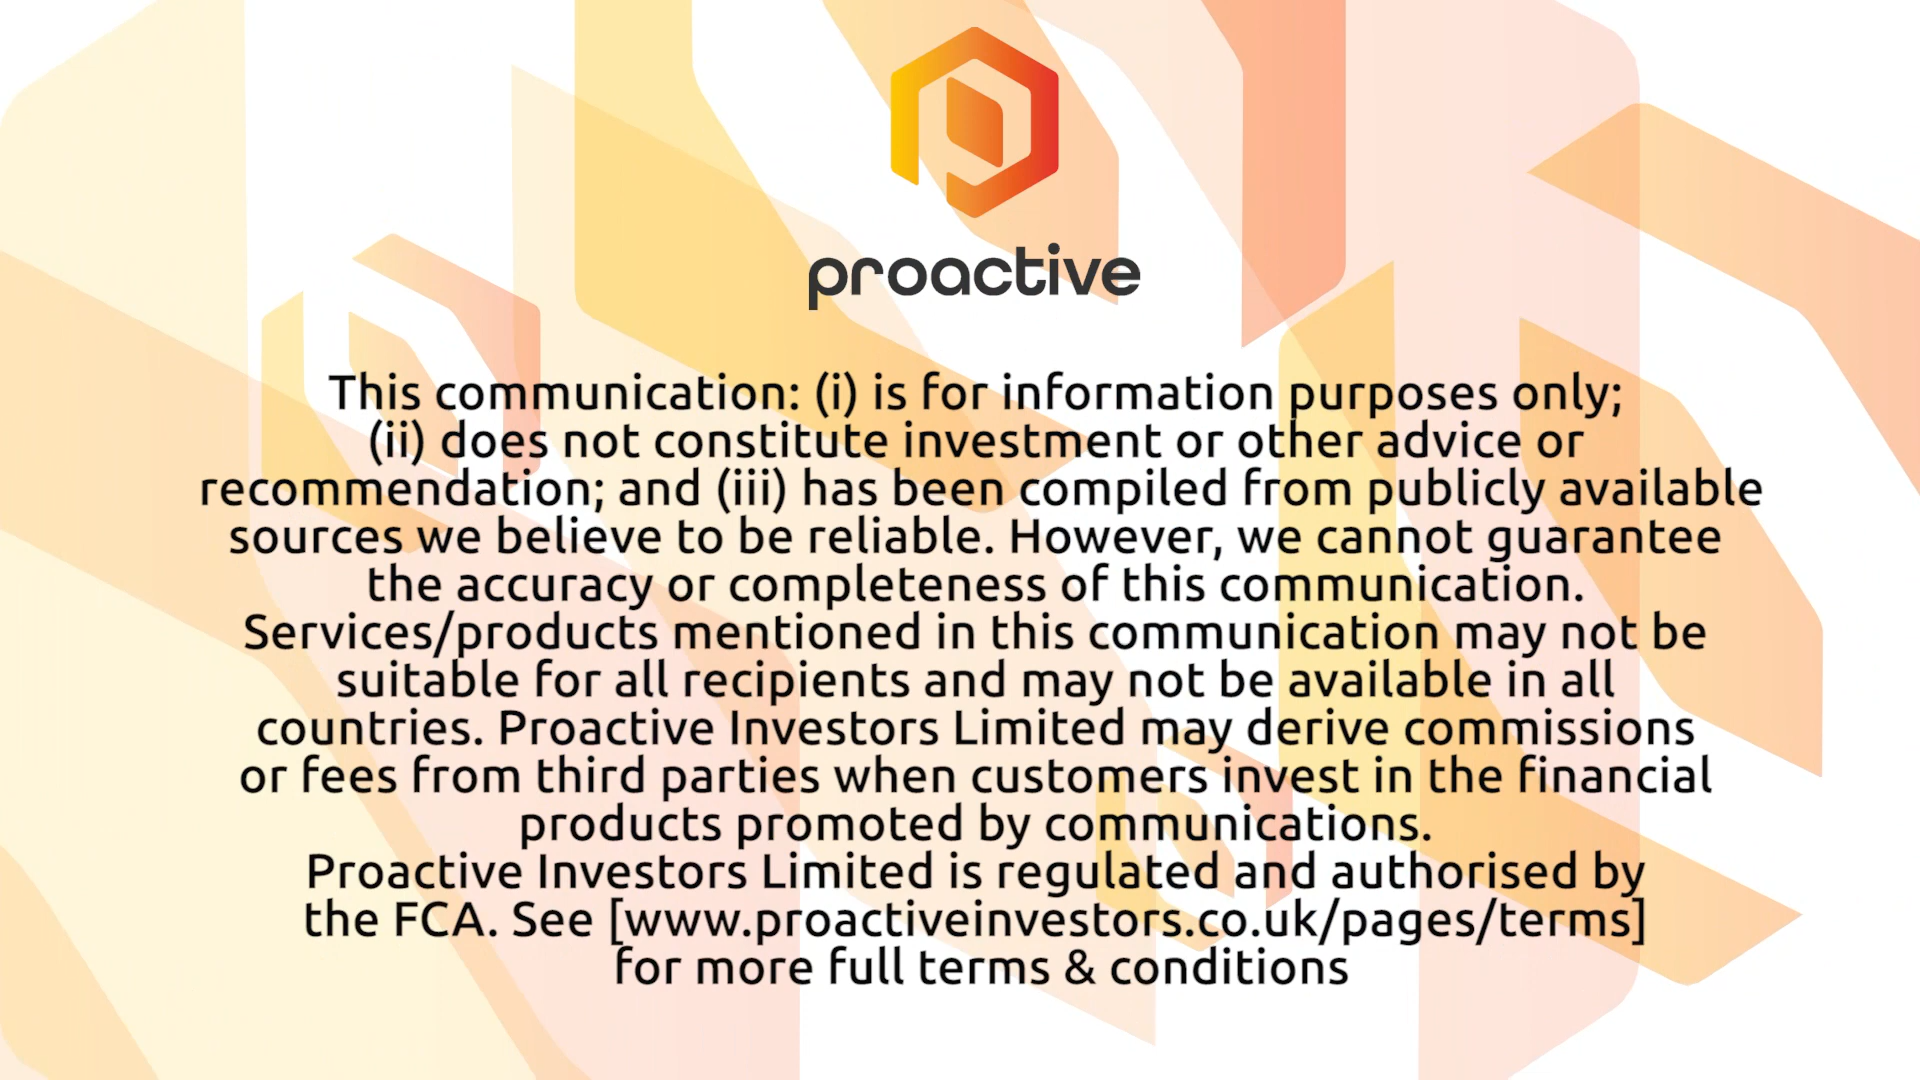 proactive
This communication: (i) is for information purposes only;
(ii) does not constitute investment or other advice or
recommendation; and (iii) has been compiled from publicly available
sources we believe to be reliable. However, we cannot guarantee
the accuracy or completeness of this communication.
Services/products mentioned in this communication may not be
suitable for all recipients and may not be available in all
countries. Proactive Investors Limited may derive commissions
or fees from third parties when customers invest in the financial
products promoted by communications.
Proactive Investors Limited is regulated and authorised by
the FCA. See [www.proactiveinvestors.co.uk/pages/terms]
for more full terms & conditions